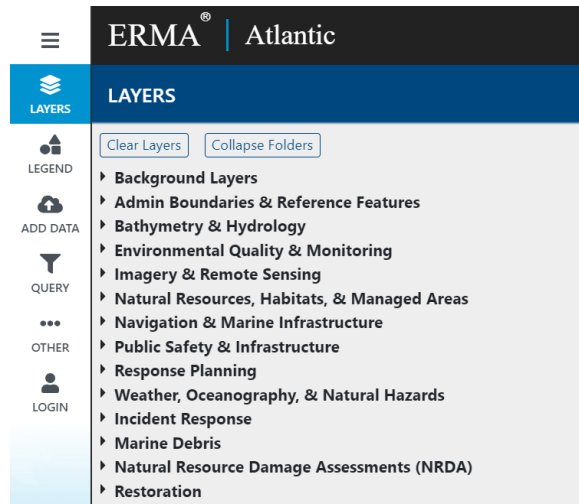 ERMA® | Atlantic
LAYERS
LAYERS
Clear Layers Collapse Folders
LEGEND
ADD DATA
QUERY
OTHER
LOGIN
Background Layers
Admin Boundaries & Reference Features
Bathymetry & Hydrology
Environmental Quality & Monitoring
Imagery & Remote Sensing
Natural Resources, Habitats, & Managed Areas
Navigation & Marine Infrastructure
Public Safety & Infrastructure
Response Planning
Weather, Oceanography, & Natural Hazards
Incident Response
Marine Debris
Natural Resource Damage Assessments (NRDA)
Restoration